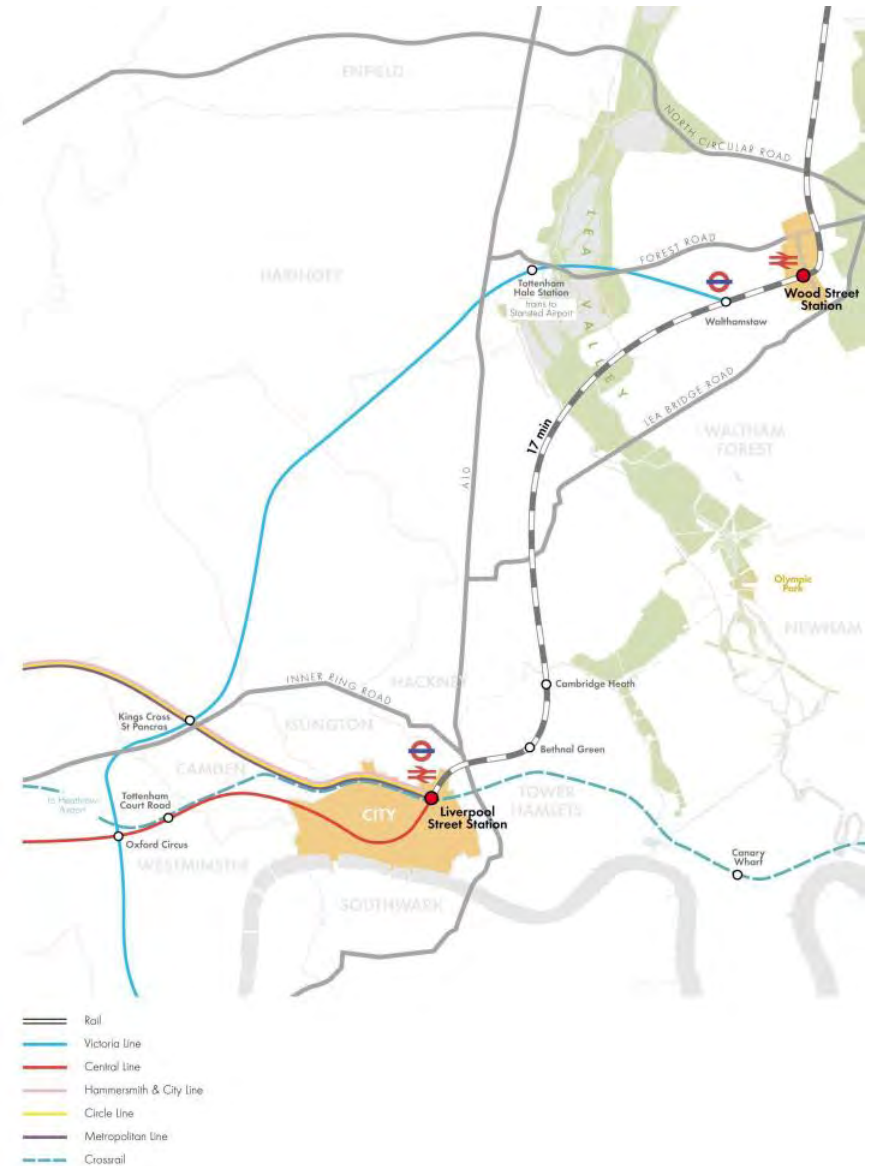 ENFIELD
NORTH CIRCULAR ROAD
LEA VALLEY
FOREST ROAD
HARINGEY
Tottenham
Hale Station
trains to
Stansted Airport
Wood Street
Station
Walthamstow
LEA BRIDGE ROAD
17 min
WALTHAM
FOREST
A10
Olympic
Park
NEWHAM
HACKNEY
INNER RING ROAD
Cambridge Heath
Kings Cross
St Pancras
ISLINGTON
Bethnal Green
CAMDEN
to Heathrow
Airport
Tottenham
Court Road
CITY
Liverpool
Street Station
TOWER
HAMLETS
Oxford Circus
WESTMINSTER
Canary
Wharf
SOUTHWARK
Rail
Victoria Line
Central Line
Hammersmith & City Line
Circle Line
Metropolitan Line
Crossrail